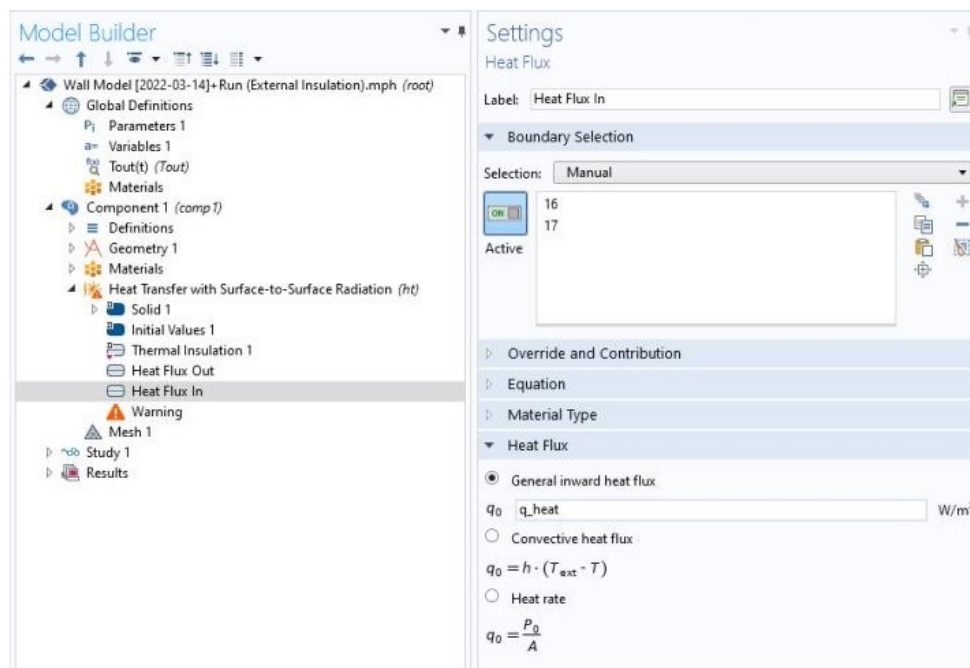 Model Builder
Wall Model [2022-03-14]+Run (External Insulation).mph (root)
Global Definitions
Pi Parameters 1
a= Variables 1
Tout(t) (Tout)
Materials
Component 1 (comp1)
Definitions
Geometry 1
Materials
Heat Transfer with Surface-to-Surface Radiation (ht)
Solid 1
Initial Values 1
Thermal Insulation 1
Heat Flux Out
Heat Flux In
Warning
Mesh 1
Study 1
Results
Settings
Heat Flux
Label: Heat Flux In
Boundary Selection
Selection: Manual
ON
Active
16
17
Override and Contribution
Equation
Material Type
Heat Flux
General inward heat flux
q₀ q_heat W/m²
Convective heat flux
q₀ = h · (Text - T)
Heat rate
q₀ = P₀/A